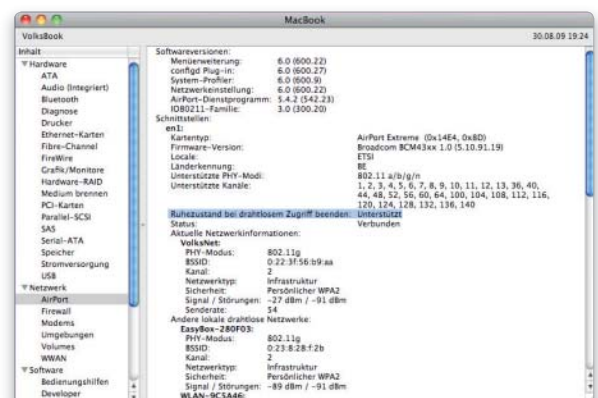 MacBook
VolksBook
30.08.09 19:24
Inhalt
Hardware
ATA
Audio (Integriert)
Bluetooth
Diagnose
Drucker
Ethernet-Karten
Fibre-Channel
FireWire
Grafik/Monitore
Hardware-RAID
Medium brennen
PCI-Karten
Parallel-SCSI
SAS
Serial-ATA
Speicher
Stromversorgung
USB
Netzwerk
AirPort
Firewall
Modems
Umgebungen
Volumes
WWAN
Software
Bedienungshilfen
Developer
Softwareversionen:
Menüerweiterung: 6.0 (600.22)
configd Plug-in: 6.0 (600.27)
System-Profiler: 6.0 (600.9)
Netzwerkeinstellung: 6.0 (600.22)
AirPort-Dienstprogramm: 5.4.2 (542.23)
IO80211-Familie: 3.0 (300.20)
Schnittstellen:
en1:
Kartentyp: AirPort Extreme (0x14E4, 0x8D)
Firmware-Version: Broadcom BCM43xx 1.0 (5.10.91.19)
Locale: ETSI
Länderkennung: BE
Unterstützte PHY-Modi: 802.11 a/b/g/n
Unterstützte Kanäle: 1, 2, 3, 4, 5, 6, 7, 8, 9, 10, 11, 12, 13, 36, 40,
44, 48, 52, 56, 60, 64, 100, 104, 108, 112, 116,
120, 124, 128, 132, 136, 140
Ruhezustand bei drahtlosem Zugriff beenden: Unterstützt
Status: Verbunden
Aktuelle Netzwerkinformationen:
VolksNet:
PHY-Modus: 802.11g
BSSID: 0:22:3f:56:b9:aa
Kanal: 2
Netzwerktyp: Infrastruktur
Sicherheit: Persönlicher WPA2
Signal / Störungen: -27 dBm / -91 dBm
Senderate: 54
Andere lokale drahtlose Netzwerke:
EasyBox-280F03:
PHY-Modus: 802.11g
BSSID: 0:23:8:28:f:2b
Kanal: 2
Netzwerktyp: Infrastruktur
Sicherheit: Persönlicher WPA2
Signal / Störungen: -89 dBm / -91 dBm
WLAN-9C5A46: